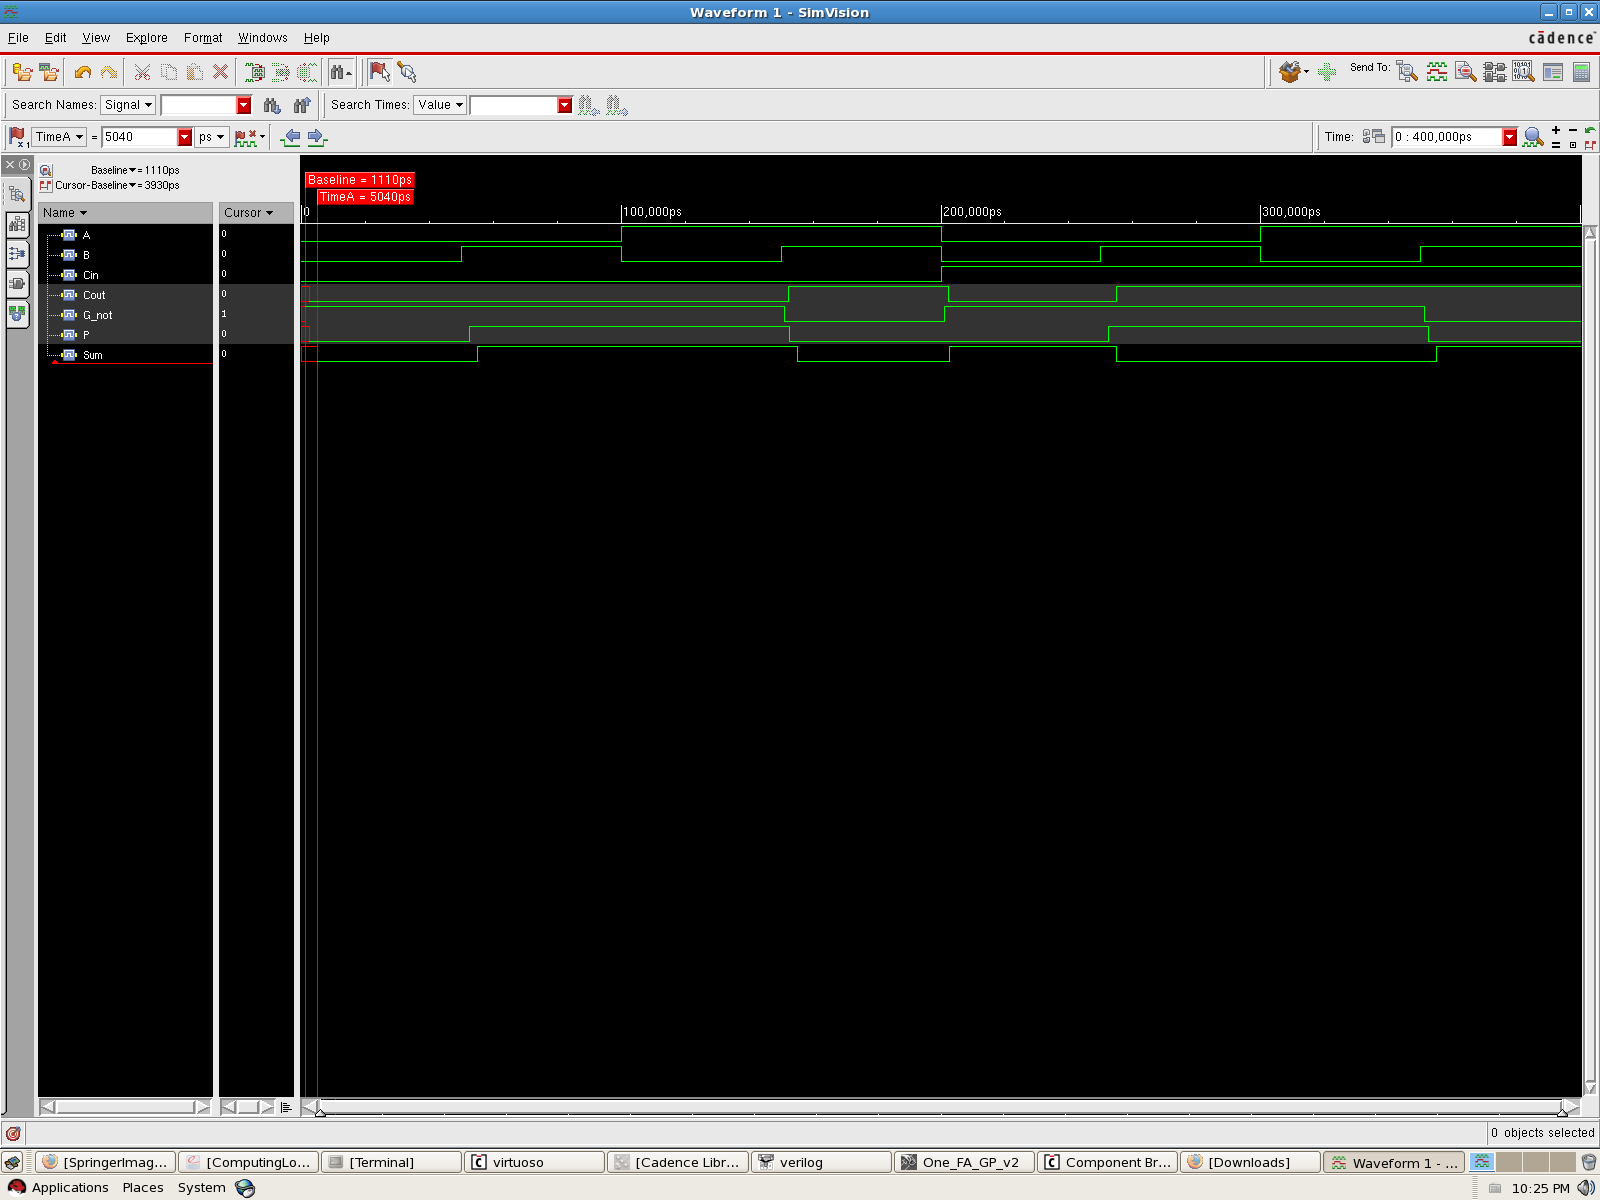 Waveform 1 - SimVision
File Edit View Explore Format Windows Help
cādence
Send To:
Search Names: Signal Search Times: Value
TimeA = 5040 ps Time: 0 : 400,000ps
Baseline = 1110ps
Cursor-Baseline = 3930ps
Baseline = 1110ps
TimeA = 5040ps
Name Cursor 0 100,000ps 200,000ps 300,000ps
A 0
B 0
Cin 0
Cout 0
G_not 1
P 0
Sum 0
0 objects selected
[SpringerImag... [ComputingLo... [Terminal] virtuoso [Cadence Libr... verilog One_FA_GP_v2 Component Br... [Downloads] Waveform 1 - ...
Applications Places System 10:25 PM